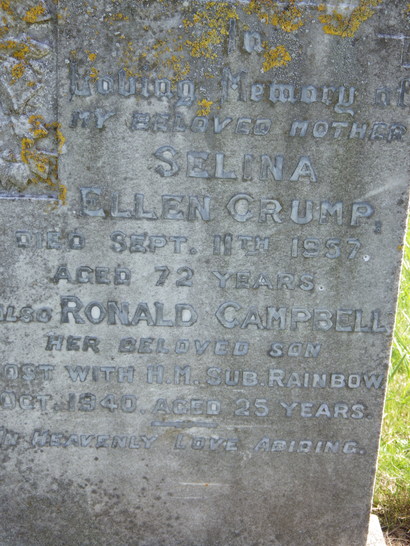 In
Loving Memory of
MY BELOVED MOTHER
SELINA
ELLEN CRUMP.
DIED SEPT. 11TH 1957.
AGED 72 YEARS.
ALSO RONALD CAMPBELL
HER BELOVED SON
OST WITH H.M. SUB. RAINBOW
OCT. 1940. AGED 25 YEARS.
IN HEAVENLY LOVE ABIDING.